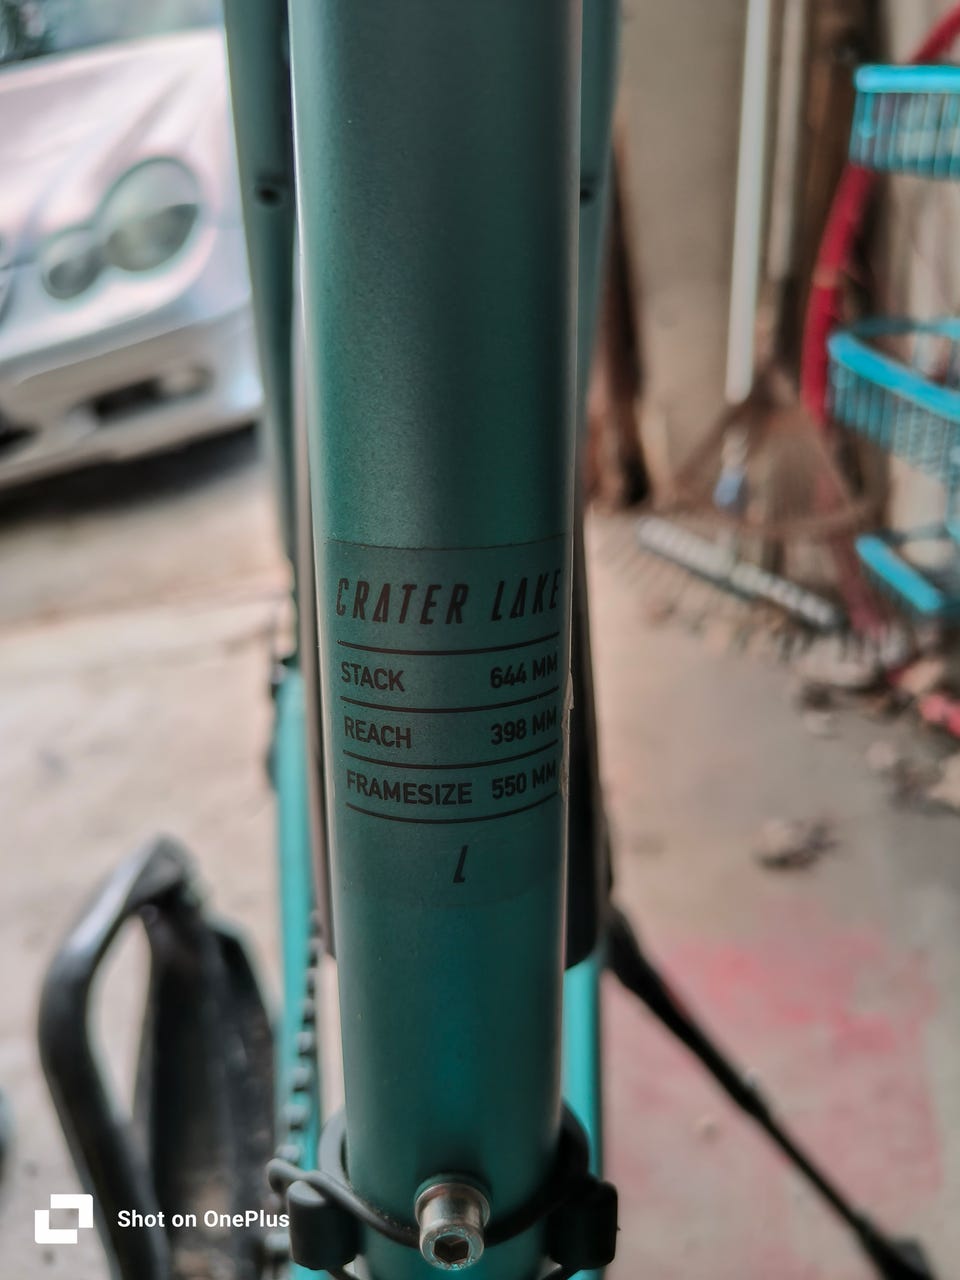 CRATER LAKE
STACK 644 MM
REACH 398 MM
FRAMESIZE 550 MM
L
Shot on OnePlus